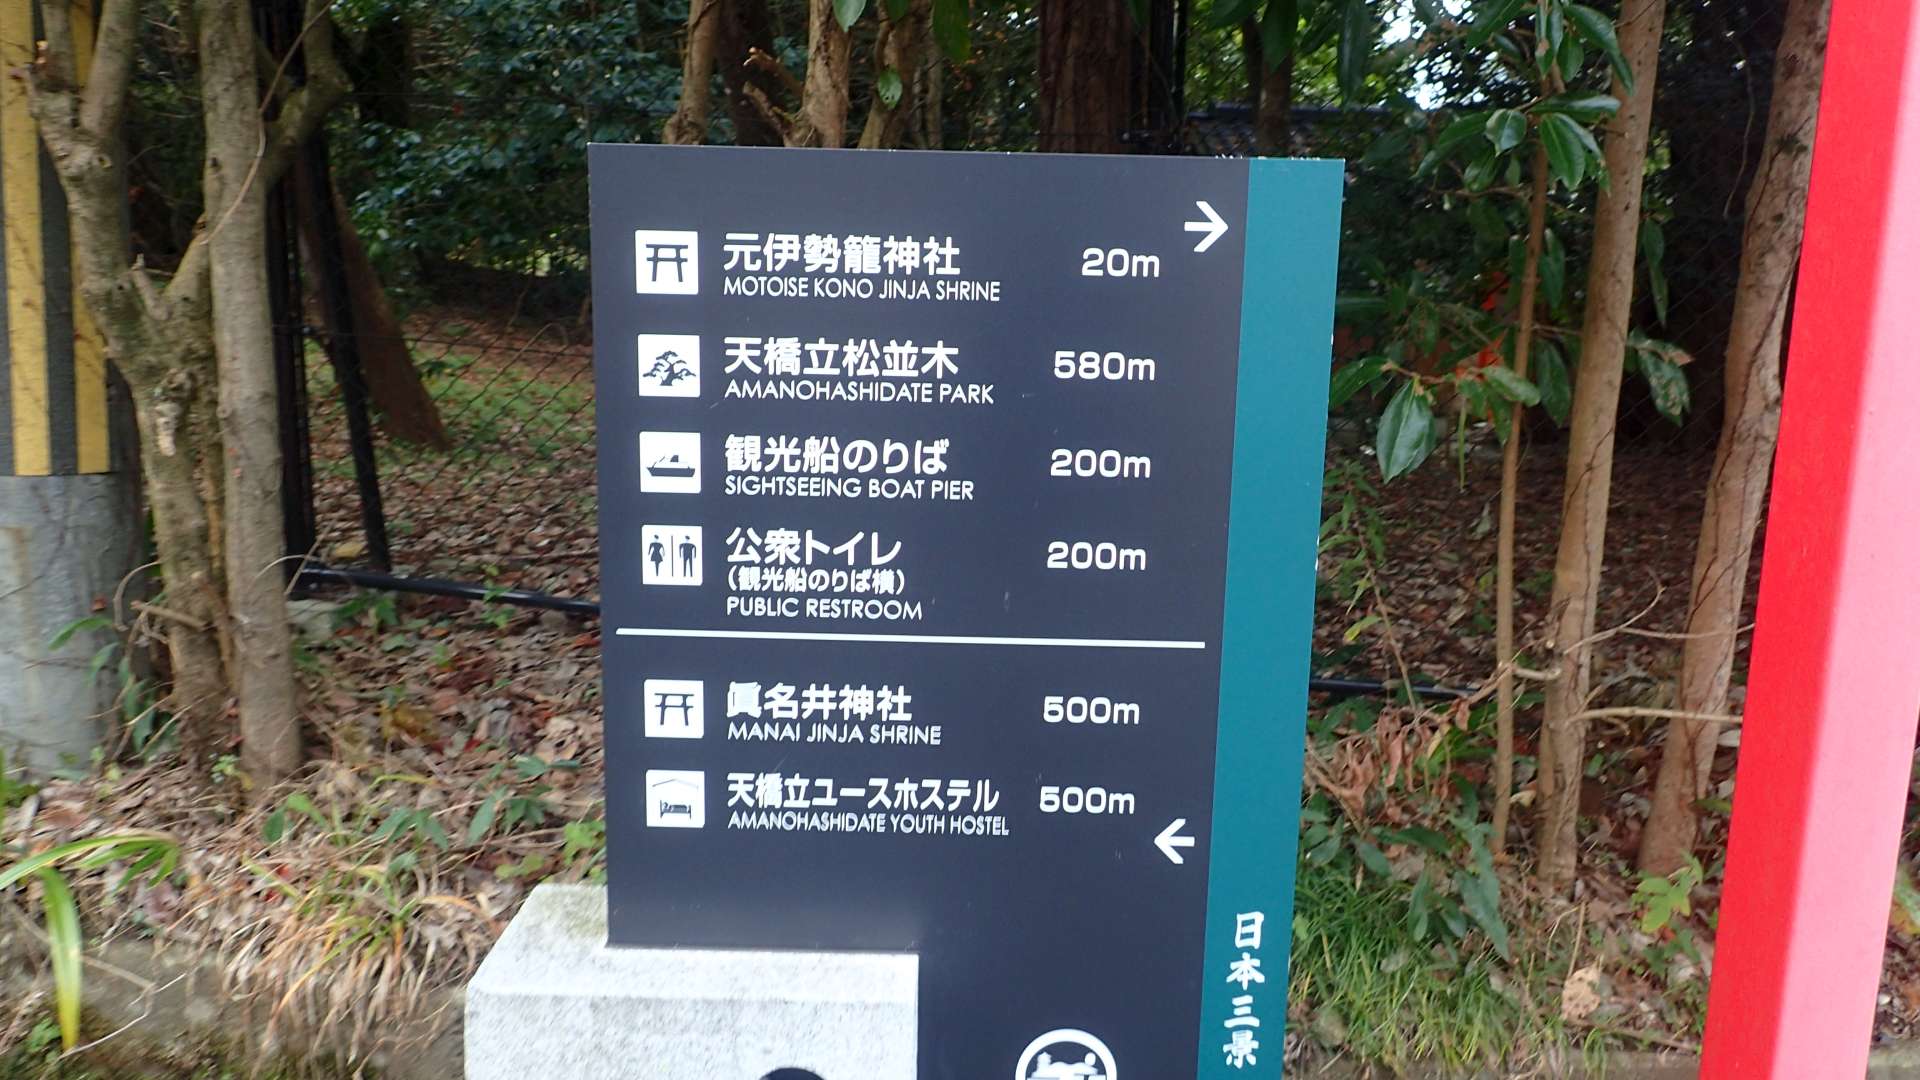 →
元伊勢籠神社 20m
MOTOISE KONO JINJA SHRINE
天橋立松並木 580m
AMANOHASHIDATE PARK
観光船のりば 200m
SIGHTSEEING BOAT PIER
公衆トイレ 200m
(観光船のりば横)
PUBLIC RESTROOM
眞名井神社 500m
MANAI JINJA SHRINE
天橋立ユースホステル 500m
AMANOHASHIDATE YOUTH HOSTEL
←
日本三景